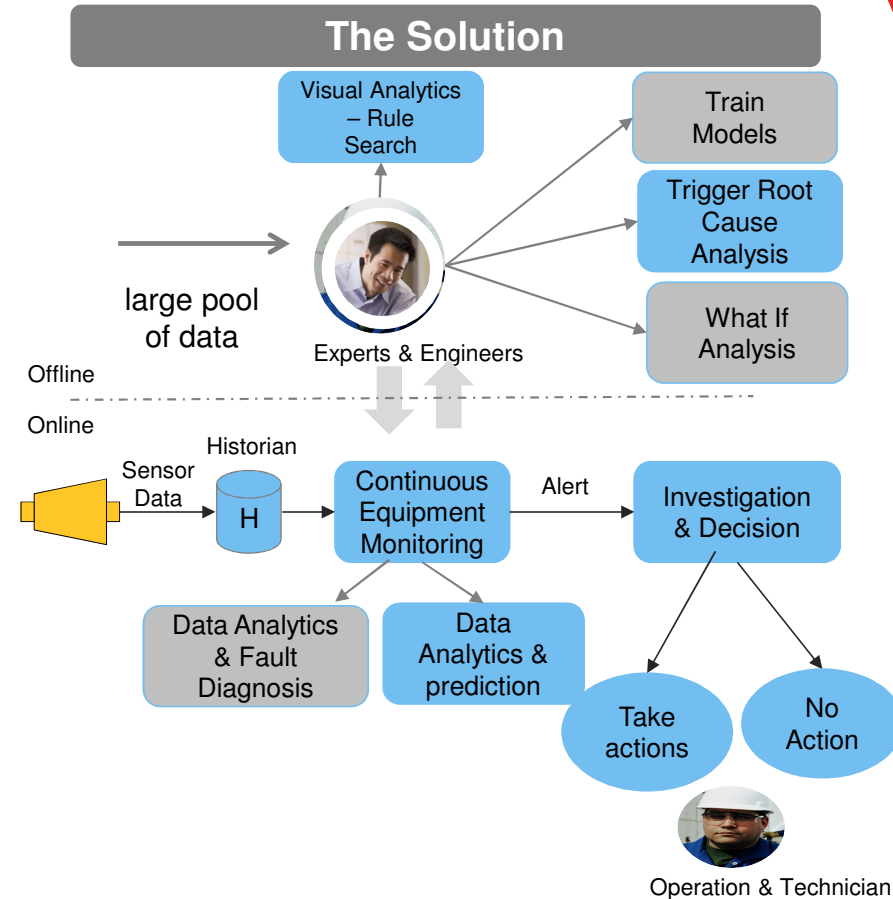 The Solution
Visual Analytics
– Rule
Search
Train
Models
Trigger Root
Cause
Analysis
What If
Analysis
large pool
of data
Experts & Engineers
Offline
Online
Historian
Sensor
Data
H
Continuous
Equipment
Monitoring
Alert
Investigation
& Decision
Data Analytics
& Fault
Diagnosis
Data
Analytics &
prediction
Take
actions
No
Action
Operation & Technician